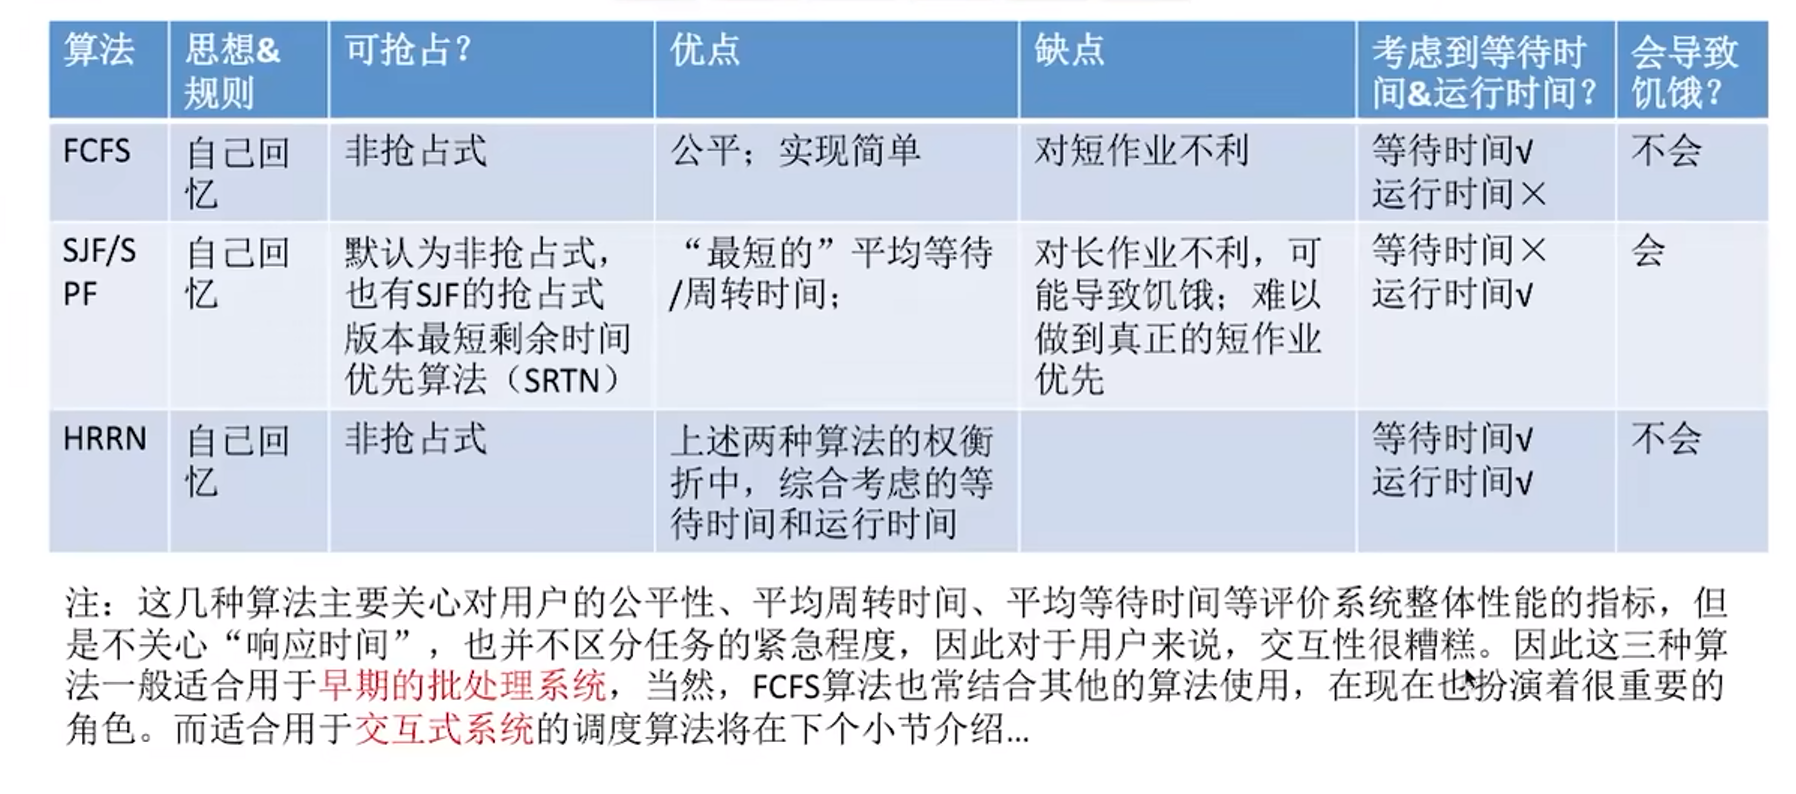 算法
思想&
规则
可抢占？
优点
缺点
考虑到等待时
间&运行时间？
会导致
饥饿？
FCFS
自己回
忆
非抢占式
公平；实现简单
对短作业不利
等待时间√
运行时间×
不会
SJF/S
PF
自己回
忆
默认为非抢占式，
也有SJF的抢占式
版本最短剩余时间
优先算法（SRTN）
“最短的”平均等待
/周转时间；
对长作业不利，可
能导致饥饿；难以
做到真正的短作业
优先
等待时间×
运行时间√
会
HRRN
自己回
忆
非抢占式
上述两种算法的权衡
折中，综合考虑的等
待时间和运行时间
等待时间√
运行时间√
不会
注：这几种算法主要关心对用户的公平性、平均周转时间、平均等待时间等评价系统整体性能的指标，但
是不关心“响应时间”，也并不区分任务的紧急程度，因此对于用户来说，交互性很糟糕。因此这三种算
法一般适合用于早期的批处理系统，当然，FCFS算法也常结合其他的算法使用，在现在也扮演着很重要的
角色。而适合用于交互式系统的调度算法将在下个小节介绍...